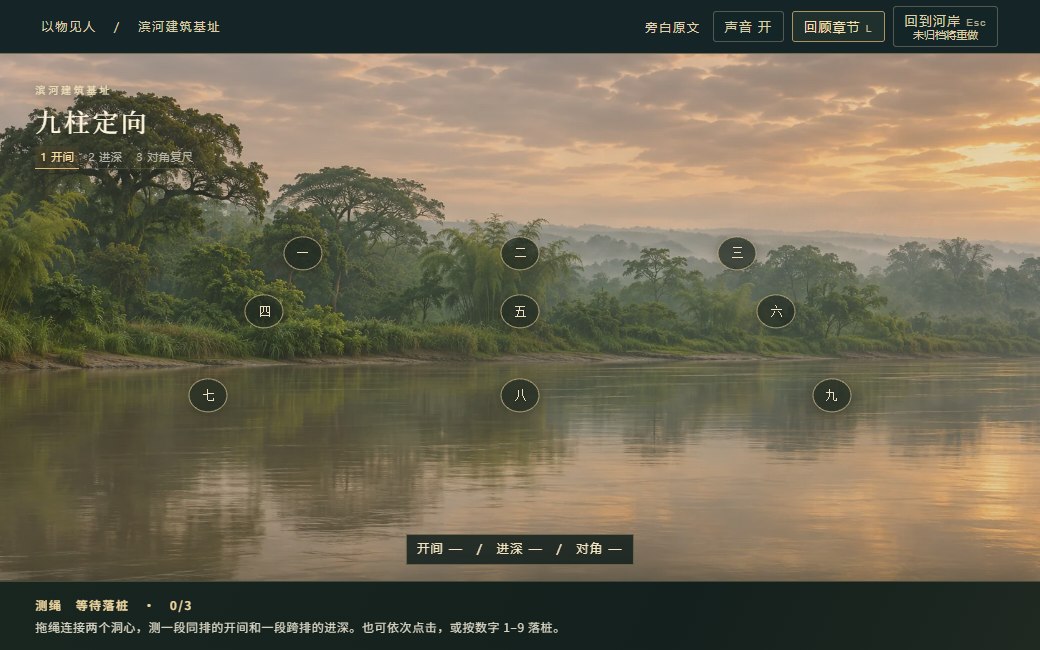 以物见人 / 滨河建筑基址
旁白原文 声音 开 回顾章节 L 回到河岸 Esc
未归档将重做
滨河建筑基址
九柱定向
1 开间 2 进深 3 对角复尺
一 二 三
四 五 六
七 八 九
开间 — / 进深 — / 对角 —
测绳 等待落桩 • 0/3
拖绳连接两个洞心，测一段同排的开间和一段跨排的进深。也可依次点击，或按数字 1–9 落桩。